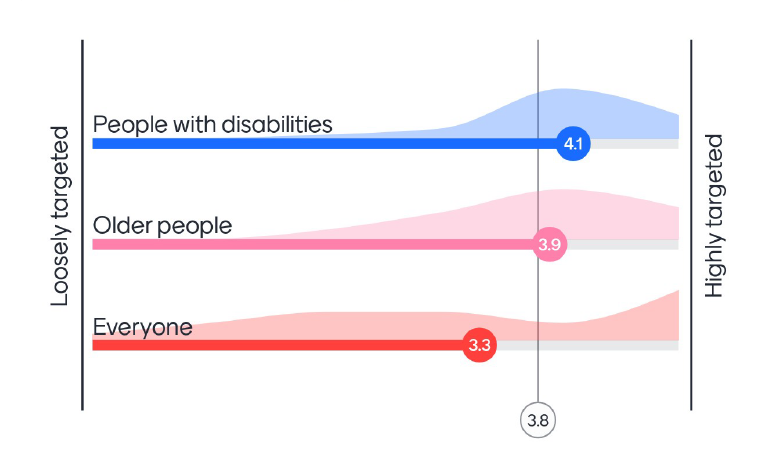 Loosely targeted
People with disabilities
4.1
Older people
3.9
Everyone
3.3
3.8
Highly targeted